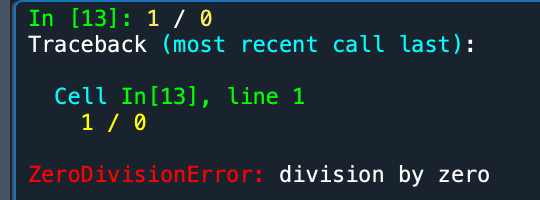 In [13]: 1 / 0
Traceback (most recent call last):
Cell In[13], line 1
1 / 0
ZeroDivisionError: division by zero